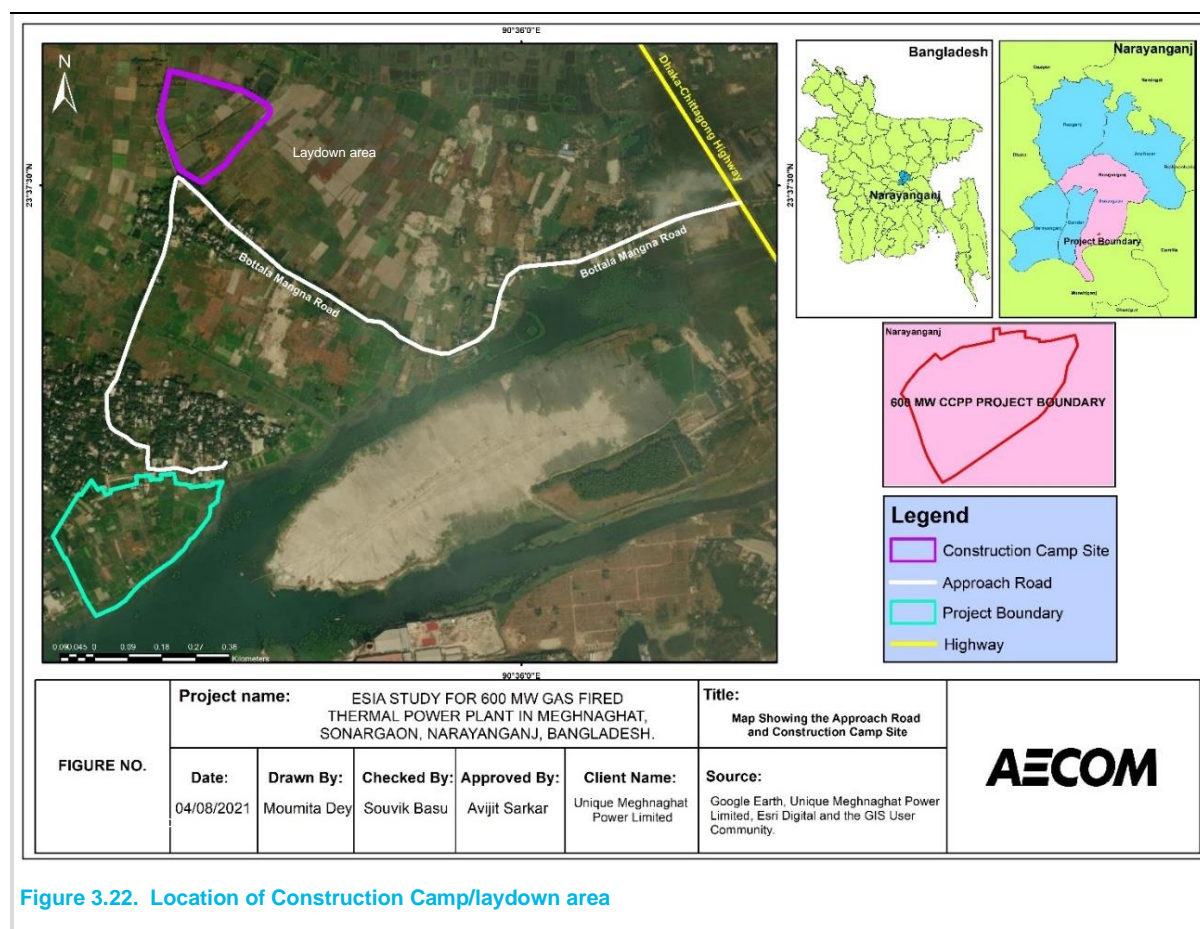 90°36'0"E
N
Dhaka-Chittagong Highway
Laydown area
23°37'30"N
23°37'30"N
Bottala Mangna Road
Bottala Mangna Road
0.09 0.045 0 0.09 0.18 0.27 0.36
Kilometers
90°36'0"E
Bangladesh
Narayanganj
Narayanganj
Dhaka
Narayanganj
Project Boundary
Narayanganj
600 MW CCPP PROJECT BOUNDARY
Legend
Construction Camp Site
Approach Road
Project Boundary
Highway
FIGURE NO.
Project name: ESIA STUDY FOR 600 MW GAS FIRED
THERMAL POWER PLANT IN MEGHNAGHAT,
SONARGAON, NARAYANGANJ, BANGLADESH.
Title:
Map Showing the Approach Road
and Construction Camp Site
Date:
04/08/2021
Drawn By:
Moumita Dey
Checked By:
Souvik Basu
Approved By:
Avijit Sarkar
Client Name:
Unique Meghnaghat
Power Limited
Source:
Google Earth, Unique Meghnaghat Power
Limited, Esri Digital and the GIS User
Community.
AECOM
Figure 3.22. Location of Construction Camp/laydown area